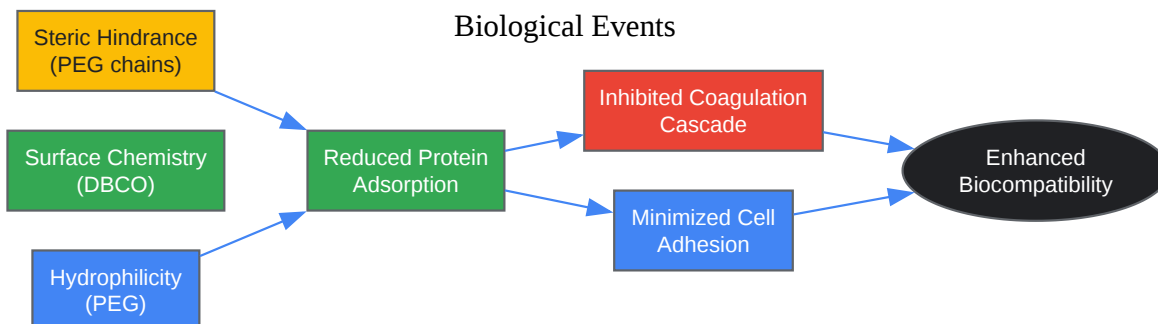 Biological Events
Steric Hindrance
(PEG chains)
Surface Chemistry
(DBCO)
Hydrophilicity
(PEG)
Reduced Protein
Adsorption
Inhibited Coagulation
Cascade
Minimized Cell
Adhesion
Enhanced
Biocompatibility